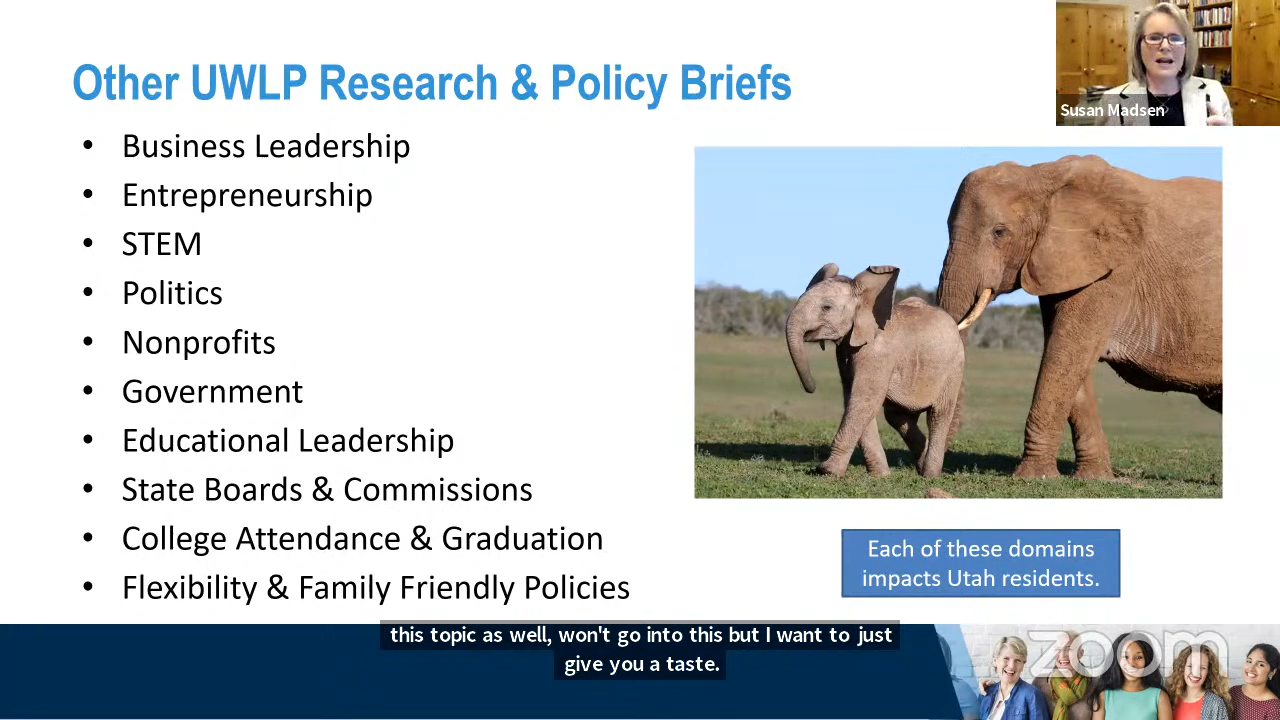 Other UWLP Research & Policy Briefs
Susan Madsen
• Business Leadership
• Entrepreneurship
• STEM
• Politics
• Nonprofits
• Government
• Educational Leadership
• State Boards & Commissions
• College Attendance & Graduation
• Flexibility & Family Friendly Policies
Each of these domains
impacts Utah residents.
this topic as well, won't go into this but I want to just
give you a taste.
zoom